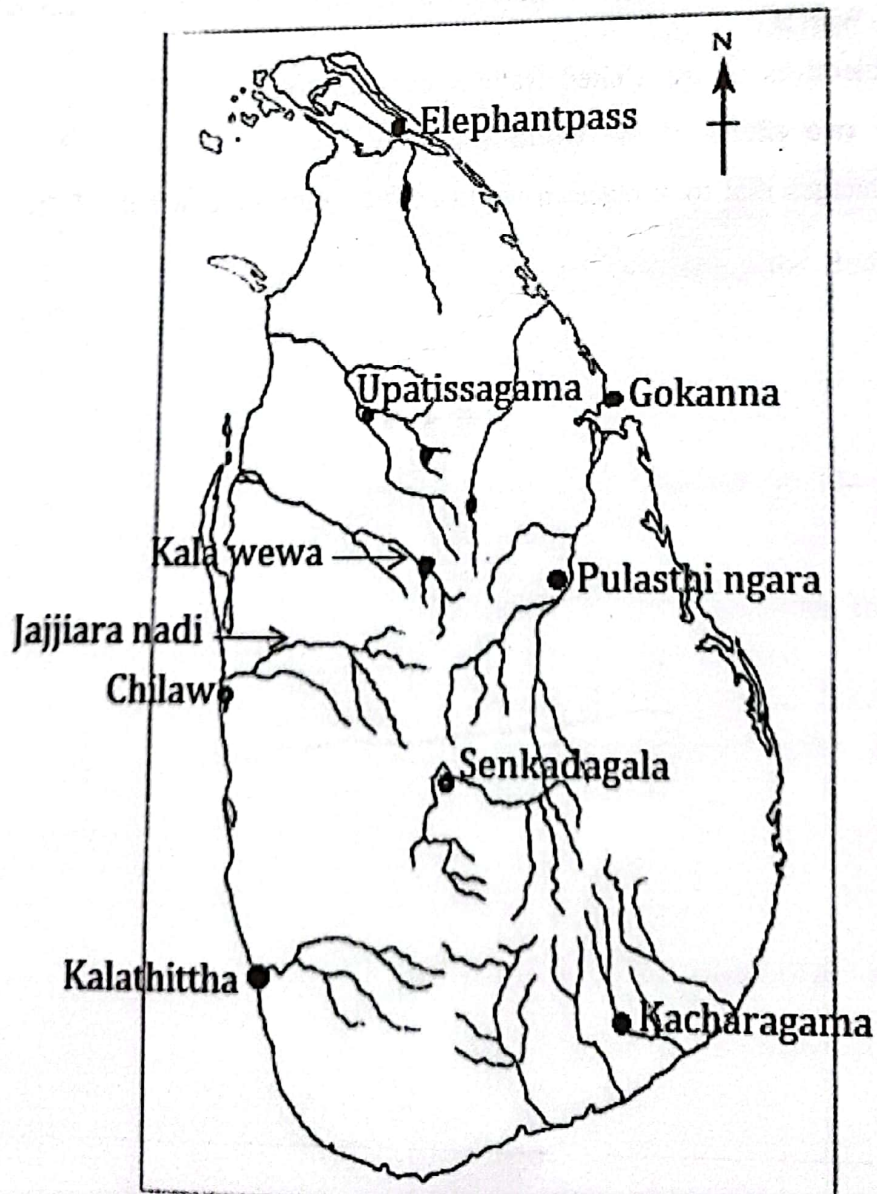 N
Elephantpass
Upatissagama
Gokanna
Kala wewa
Pulasthi ngara
Jajjiara nadi
Chilaw
Senkadagala
Kalathittha
Kacharagama